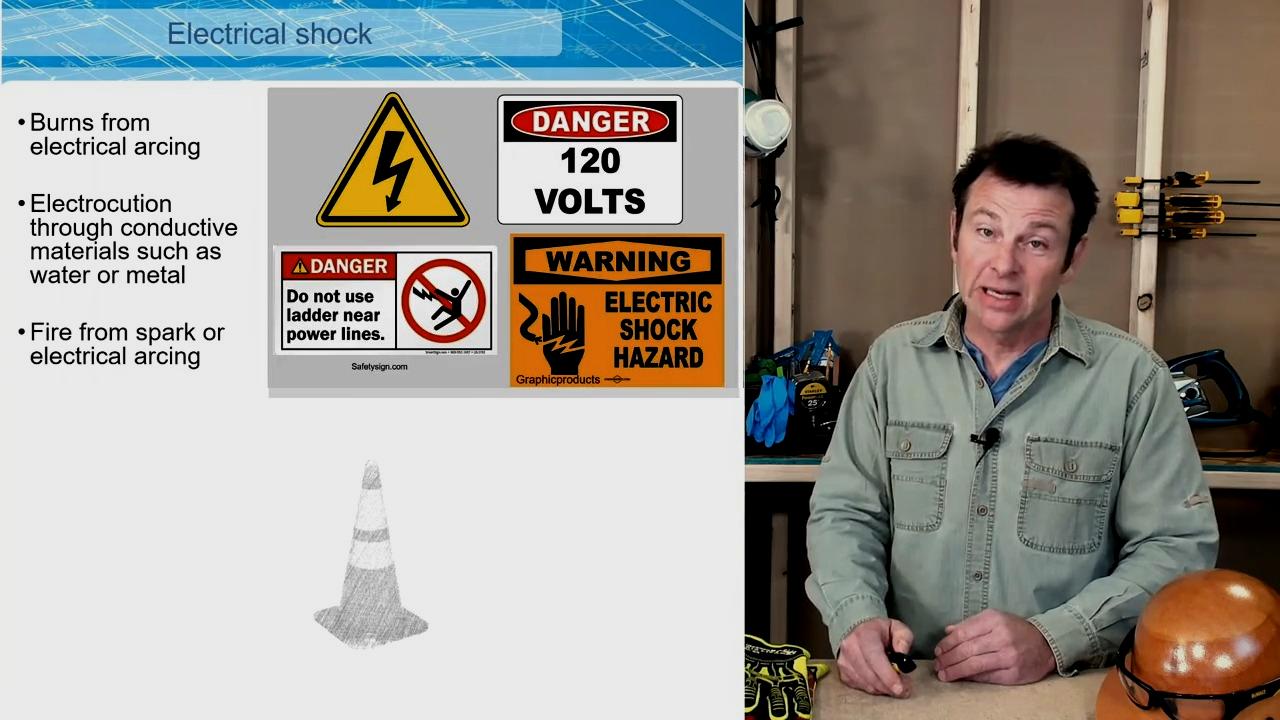 Electrical shock
•Burns from
electrical arcing
•Electrocution
through conductive
materials such as
water or metal
•Fire from spark or
electrical arcing
DANGER
120
VOLTS
DANGER
Do not use
ladder near
power lines.
Safetysign.com
WARNING
ELECTRIC
SHOCK
HAZARD
Graphicproducts
STANLEY
25'